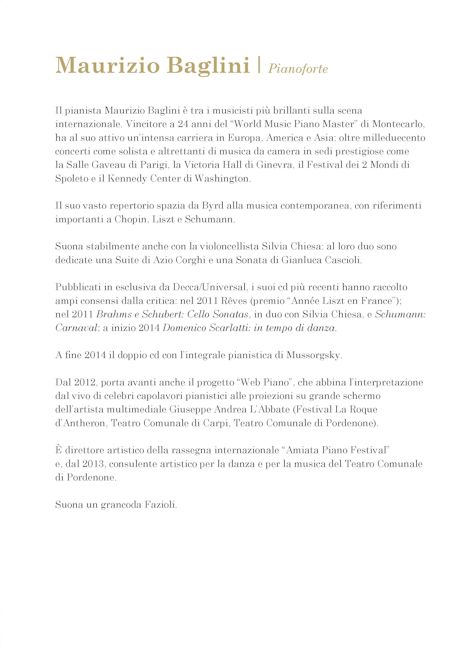 Maurizio Baglini | Pianoforte
Il pianista Maurizio Baglini è tra i musicisti più brillanti sulla scena
internazionale. Vincitore a 24 anni del “World Music Piano Master” di Montecarlo,
ha al suo attivo un’intensa carriera in Europa, America e Asia: oltre milleduecento
concerti come solista e altrettanti di musica da camera in sedi prestigiose come
la Salle Gaveau di Parigi, la Victoria Hall di Ginevra, il Festival dei 2 Mondi di
Spoleto e il Kennedy Center di Washington.
Il suo vasto repertorio spazia da Byrd alla musica contemporanea, con riferimenti
importanti a Chopin, Liszt e Schumann.
Suona stabilmente anche con la violoncellista Silvia Chiesa; al loro duo sono
dedicate una Suite di Azio Corghi e una Sonata di Gianluca Cascioli.
Pubblicati in esclusiva da Decca/Universal, i suoi cd più recenti hanno raccolto
ampi consensi dalla critica: nel 2011 Rêves (premio “Année Liszt en France”);
nel 2011 Brahms e Schubert: Cello Sonatas, in duo con Silvia Chiesa, e Schumann:
Carnaval; a inizio 2014 Domenico Scarlatti: in tempo di danza.
A fine 2014 il doppio cd con l’integrale pianistica di Mussorgsky.
Dal 2012, porta avanti anche il progetto “Web Piano”, che abbina l’interpretazione
dal vivo di celebri capolavori pianistici alle proiezioni su grande schermo
dell’artista multimediale Giuseppe Andrea L’Abbate (Festival La Roque
d’Antheron, Teatro Comunale di Carpi, Teatro Comunale di Pordenone).
È direttore artistico della rassegna internazionale “Amiata Piano Festival”
e, dal 2013, consulente artistico per la danza e per la musica del Teatro Comunale
di Pordenone.
Suona un grancoda Fazioli.